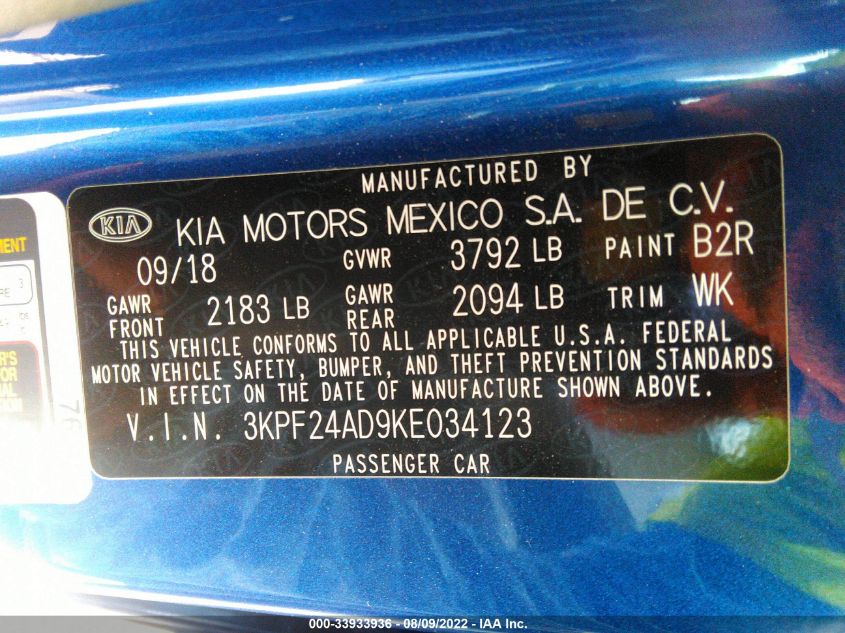 MANUFACTURED BY
KIA KIA MOTORS MEXICO S.A. DE C.V.
09/18 GVWR 3792 LB PAINT B2R
GAWR FRONT 2183 LB GAWR REAR 2094 LB TRIM WK
THIS VEHICLE CONFORMS TO ALL APPLICABLE U.S.A. FEDERAL
MOTOR VEHICLE SAFETY, BUMPER, AND THEFT PREVENTION STANDARDS
IN EFFECT ON THE DATE OF MANUFACTURE SHOWN ABOVE.
V.I.N. 3KPF24AD9KE034123
PASSENGER CAR
000-33933936 - 08/09/2022 - IAA Inc.